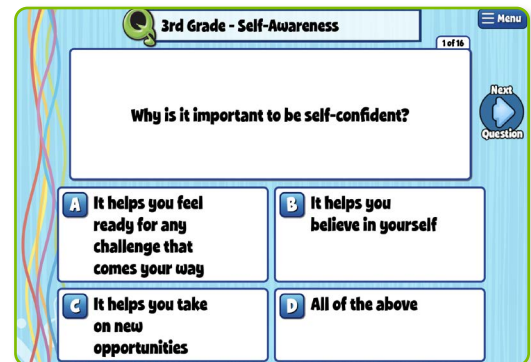 3rd Grade - Self-Awareness
Menu
1 of 16
Why is it important to be self-confident?
Next
Question
A It helps you feel
ready for any
challenge that
comes your way
B It helps you
believe in yourself
C It helps you take
on new
opportunities
D All of the above